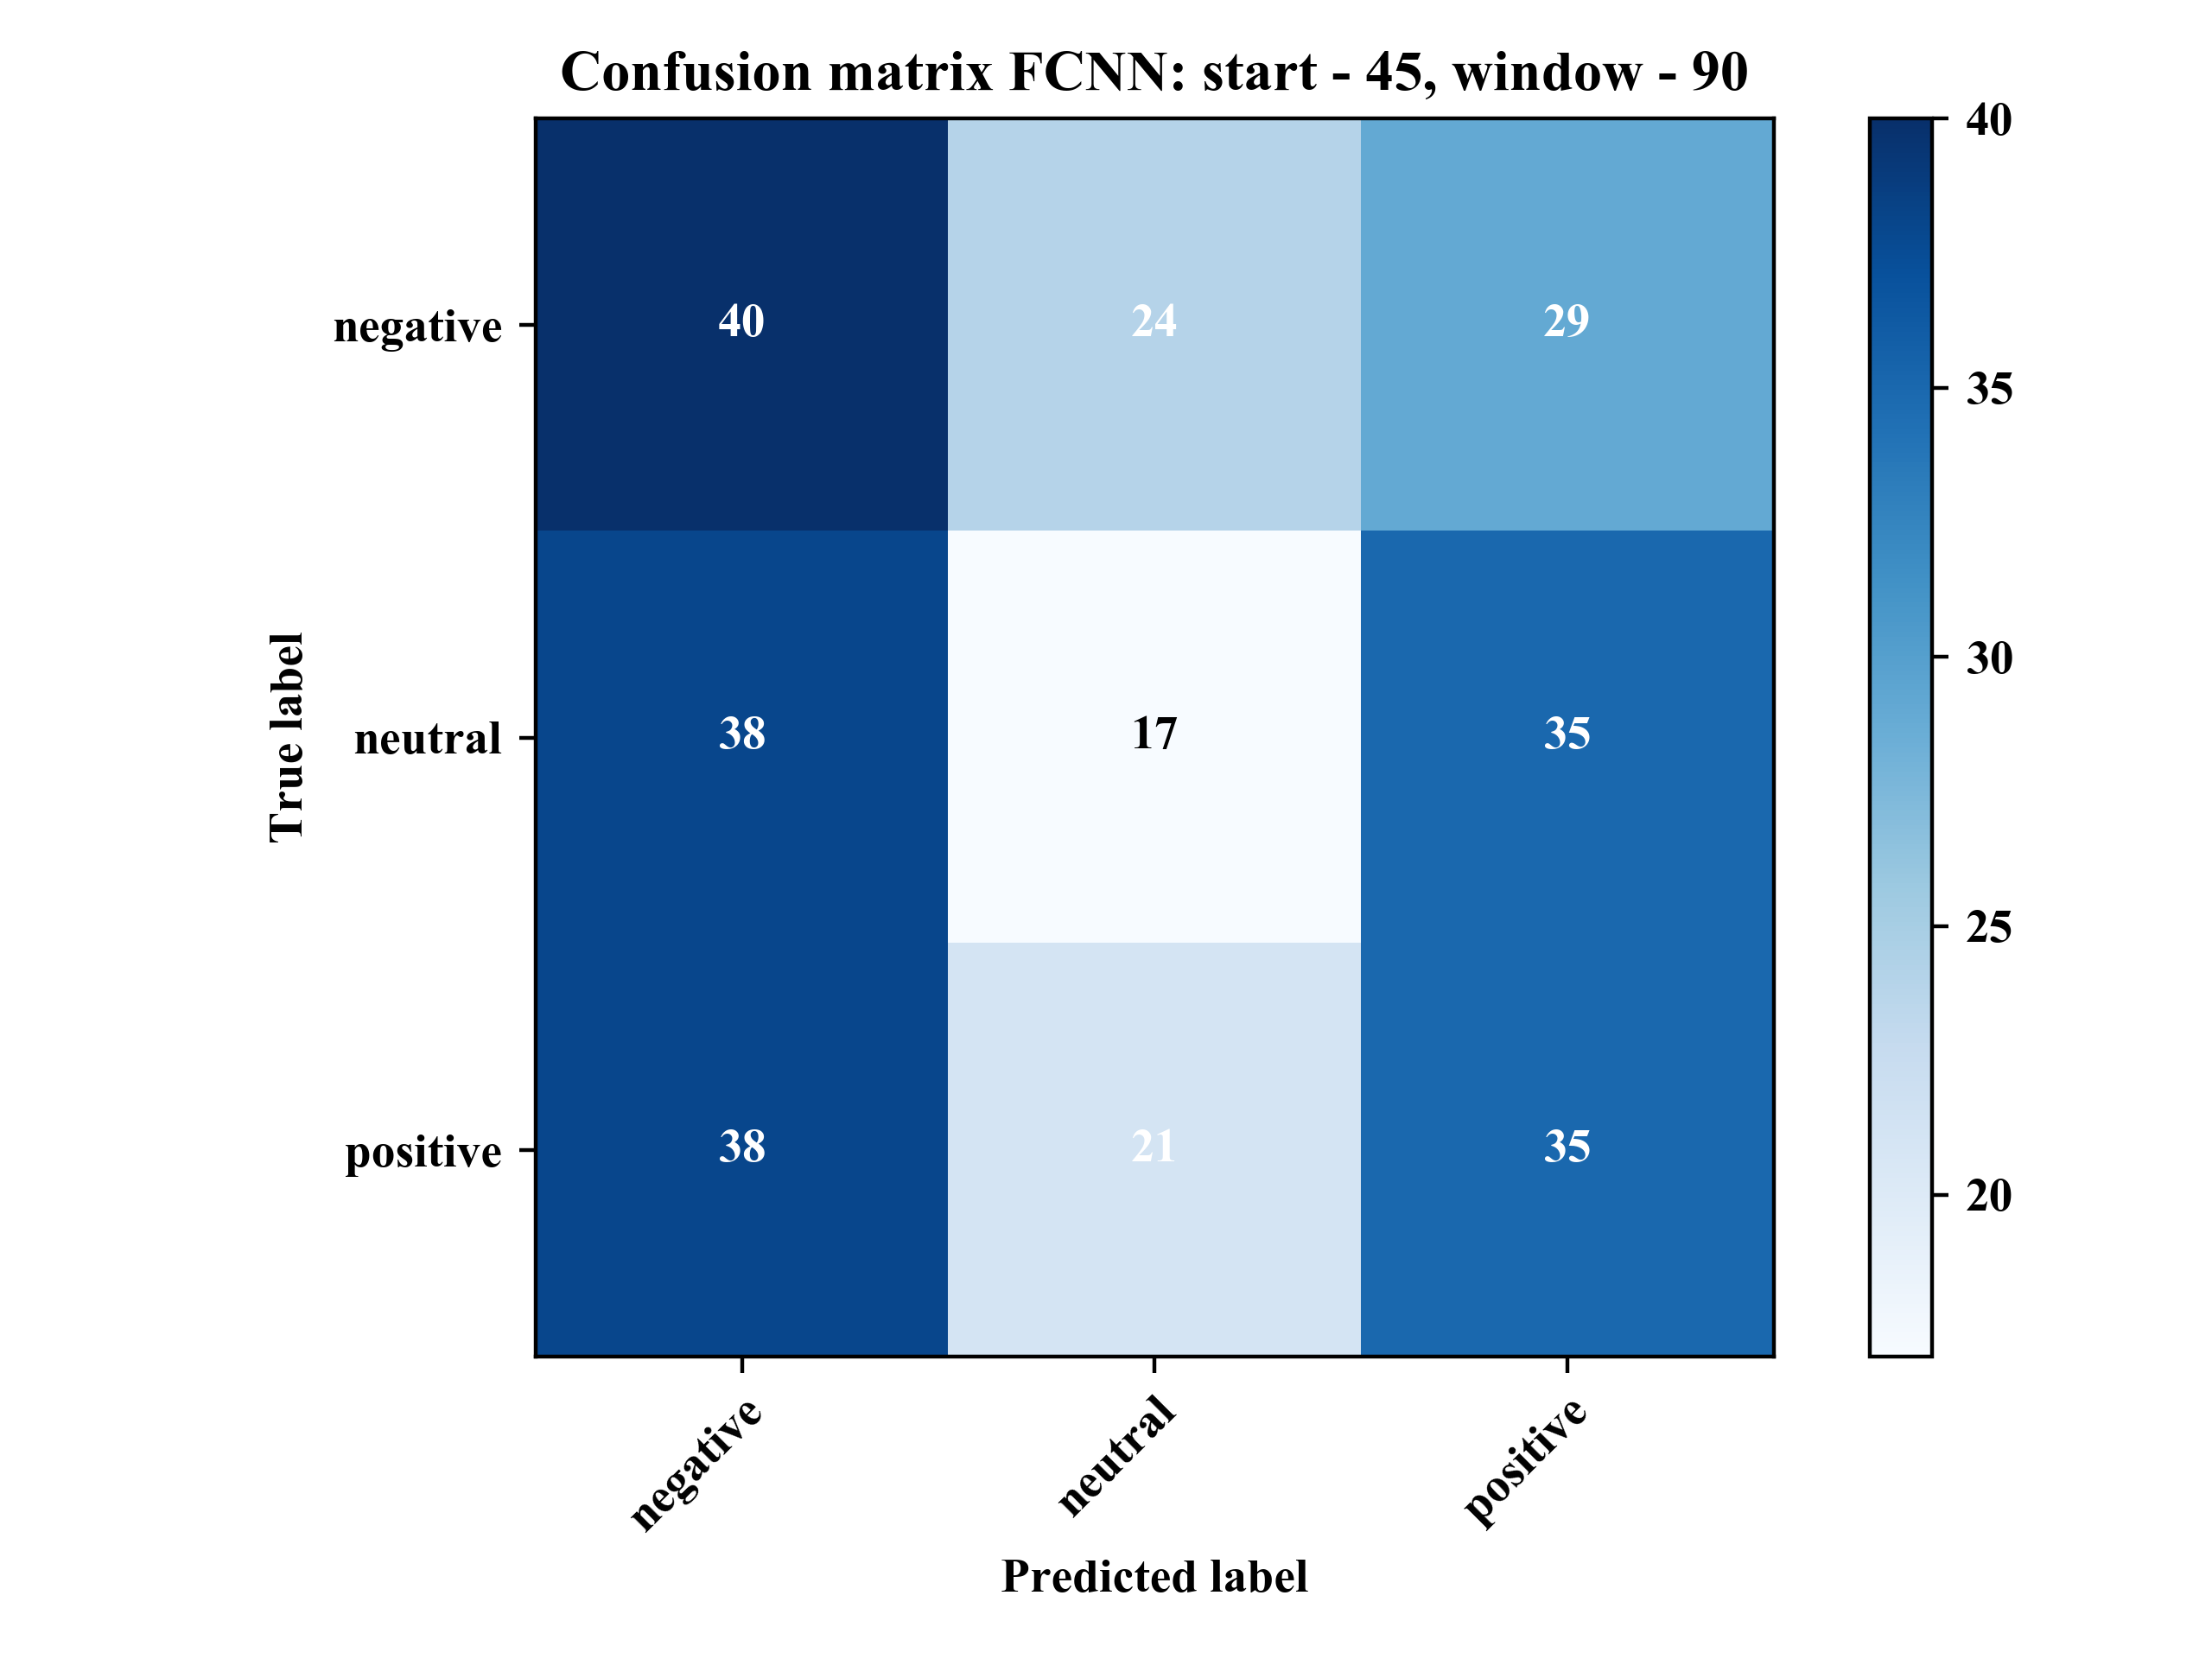 Confusion matrix FCNN: start - 45, window - 90
40
35
30
25
20
True label
negative
40 24 29
neutral
38 17 35
positive
38 21 35
negative
neutral
positive
Predicted label